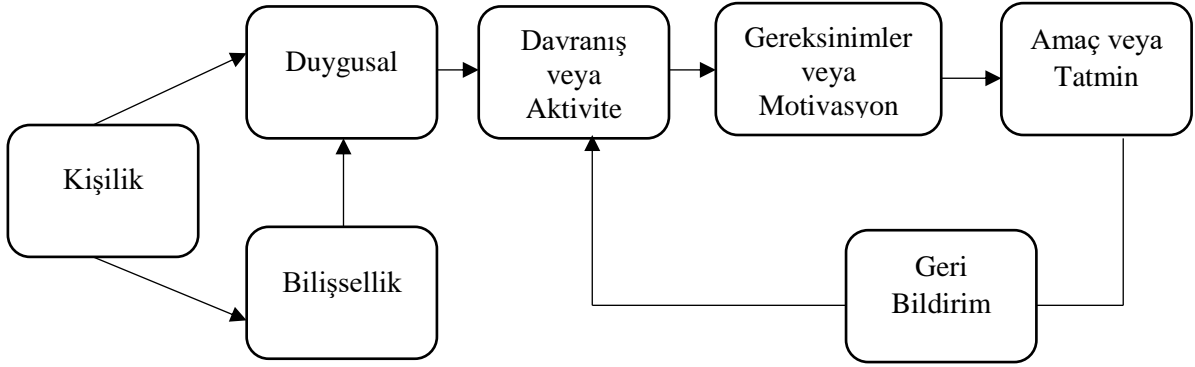 Kişilik
Duygusal
Bilişsellik
Davranış
veya
Aktivite
Gereksinimler
veya
Motivasyon
Amaç veya
Tatmin
Geri
Bildirim